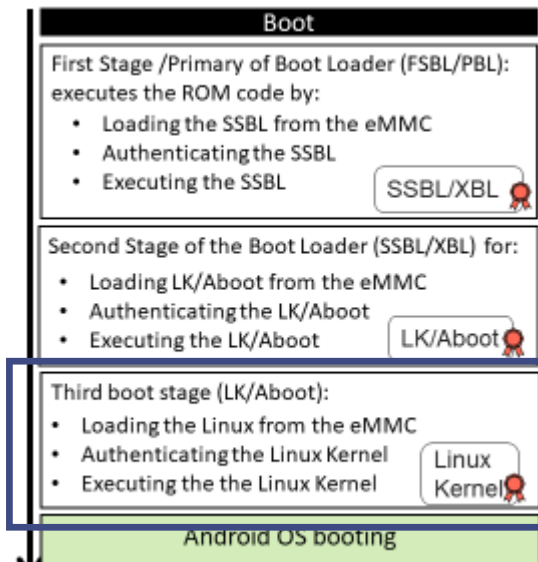 Boot
First Stage /Primary of Boot Loader (FSBL/PBL):
executes the ROM code by:
• Loading the SSBL from the eMMC
• Authenticating the SSBL
• Executing the SSBL
SSBL/XBL
Second Stage of the Boot Loader (SSBL/XBL) for:
• Loading LK/Aboot from the eMMC
• Authenticating the LK/Aboot
• Executing the LK/Aboot
LK/Aboot
Third boot stage (LK/Aboot):
• Loading the Linux from the eMMC
• Authenticating the Linux Kernel
• Executing the the Linux Kernel
Linux
Kernel
Android OS booting